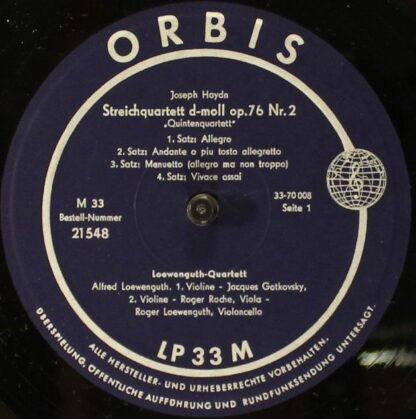 ORBIS
Joseph Haydn
Streichquartett d-moll op.76 Nr.2
„Quintenquartett"
1. Satz: Allegro
2. Satz: Andante o piu tosto allegretto
3. Satz: Menuetto (allegro ma non troppo)
4. Satz: Vivace assai
M 33
Bestell-Nummer
21548
33-70 008
Seite 1
Loewenguth-Quartett
Alfred Loewenguth, 1. Violine - Jacques Gotkovsky,
2. Violine - Roger Roche, Viola -
Roger Loewenguth, Violoncello
LP 33 M
ALLE HERSTELLER- UND URHEBERRECHTE VORBEHALTEN.
ÜBERSPIELUNG, ÖFFENTLICHE AUFFÜHRUNG UND RUNDFUNKSENDUNG UNTERSAGT.